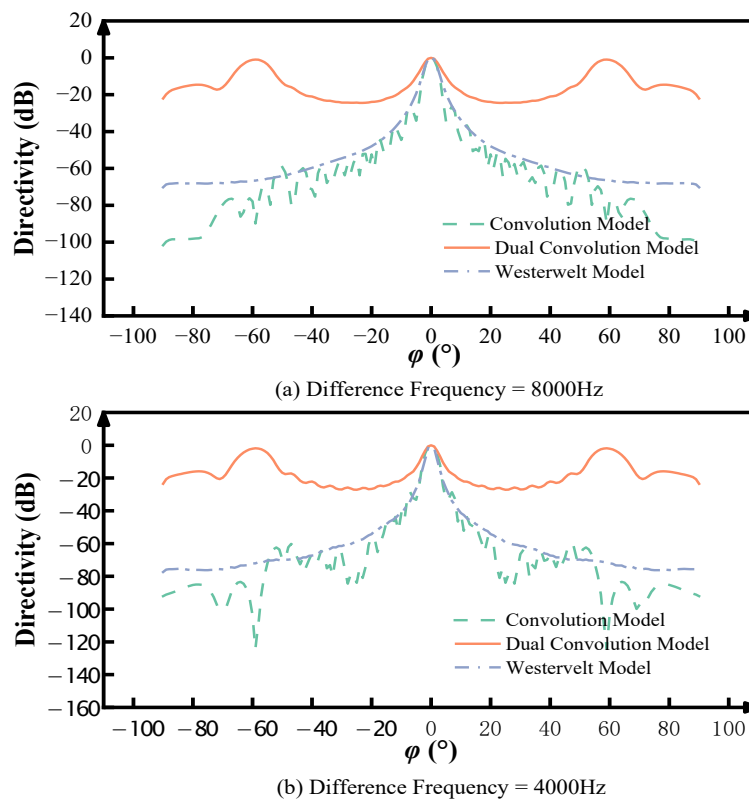 20
0
−20
−40
−60
−80
−100
−120
−140
Directivity (dB)
Convolution Model
Dual Convolution Model
Westerwelt Model
−100 −80 −60 −40 −20 0 20 40 60 80 100
φ (°)
(a) Difference Frequency = 8000Hz
20
0
−20
−40
−60
−80
−100
−120
−140
−160
Directivity (dB)
Convolution Model
Dual Convolution Model
Westervelt Model
−100 −80 −60 −40 −20 0 20 40 60 80 100
φ (°)
(b) Difference Frequency = 4000Hz